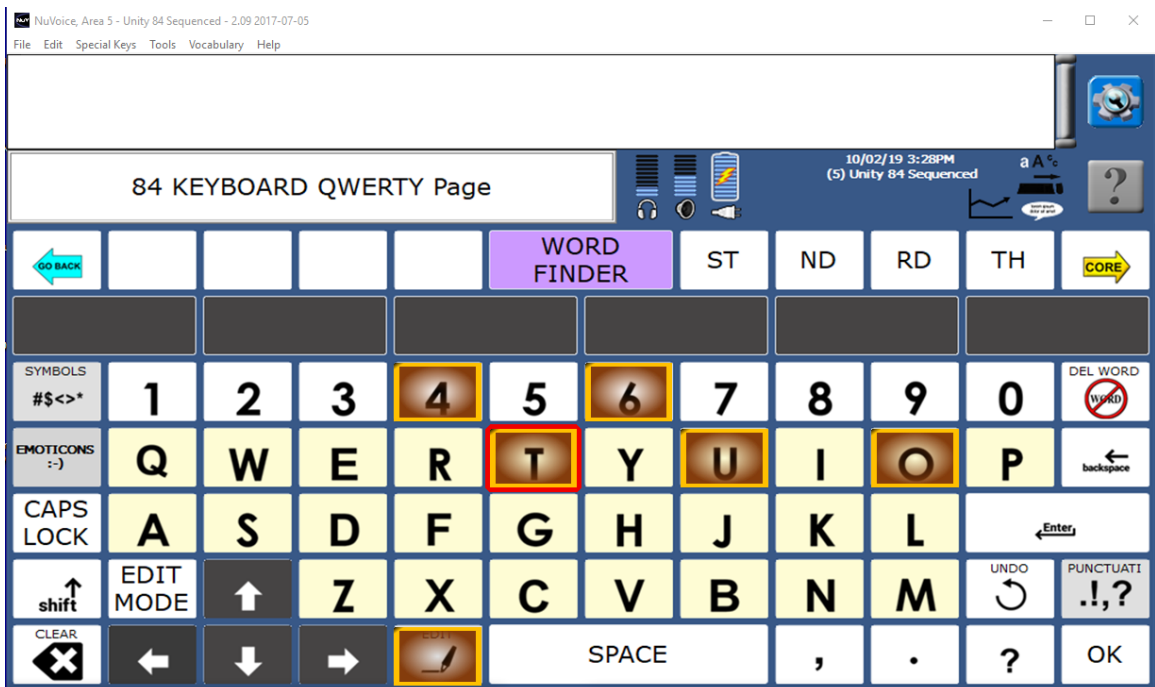 NuVoice, Area 5 - Unity 84 Sequenced - 2.09 2017-07-05
File Edit Special Keys Tools Vocabulary Help
84 KEYBOARD QWERTY Page
10/02/19 3:28PM
(5) Unity 84 Sequenced
a A
?
GO BACK
WORD
FINDER
ST ND RD TH
CORE
SYMBOLS
#$<>*
1 2 3 4 5 6 7 8 9 0
DEL WORD
WORD
EMOTICONS
:-)
Q W E R T Y U I O P
backspace
CAPS
LOCK
A S D F G H J K L
Enter
shift
EDIT
MODE
Z X C V B N M
UNDO
PUNCTUATI
.!,?
CLEAR
EDIT
SPACE
, . ?
OK